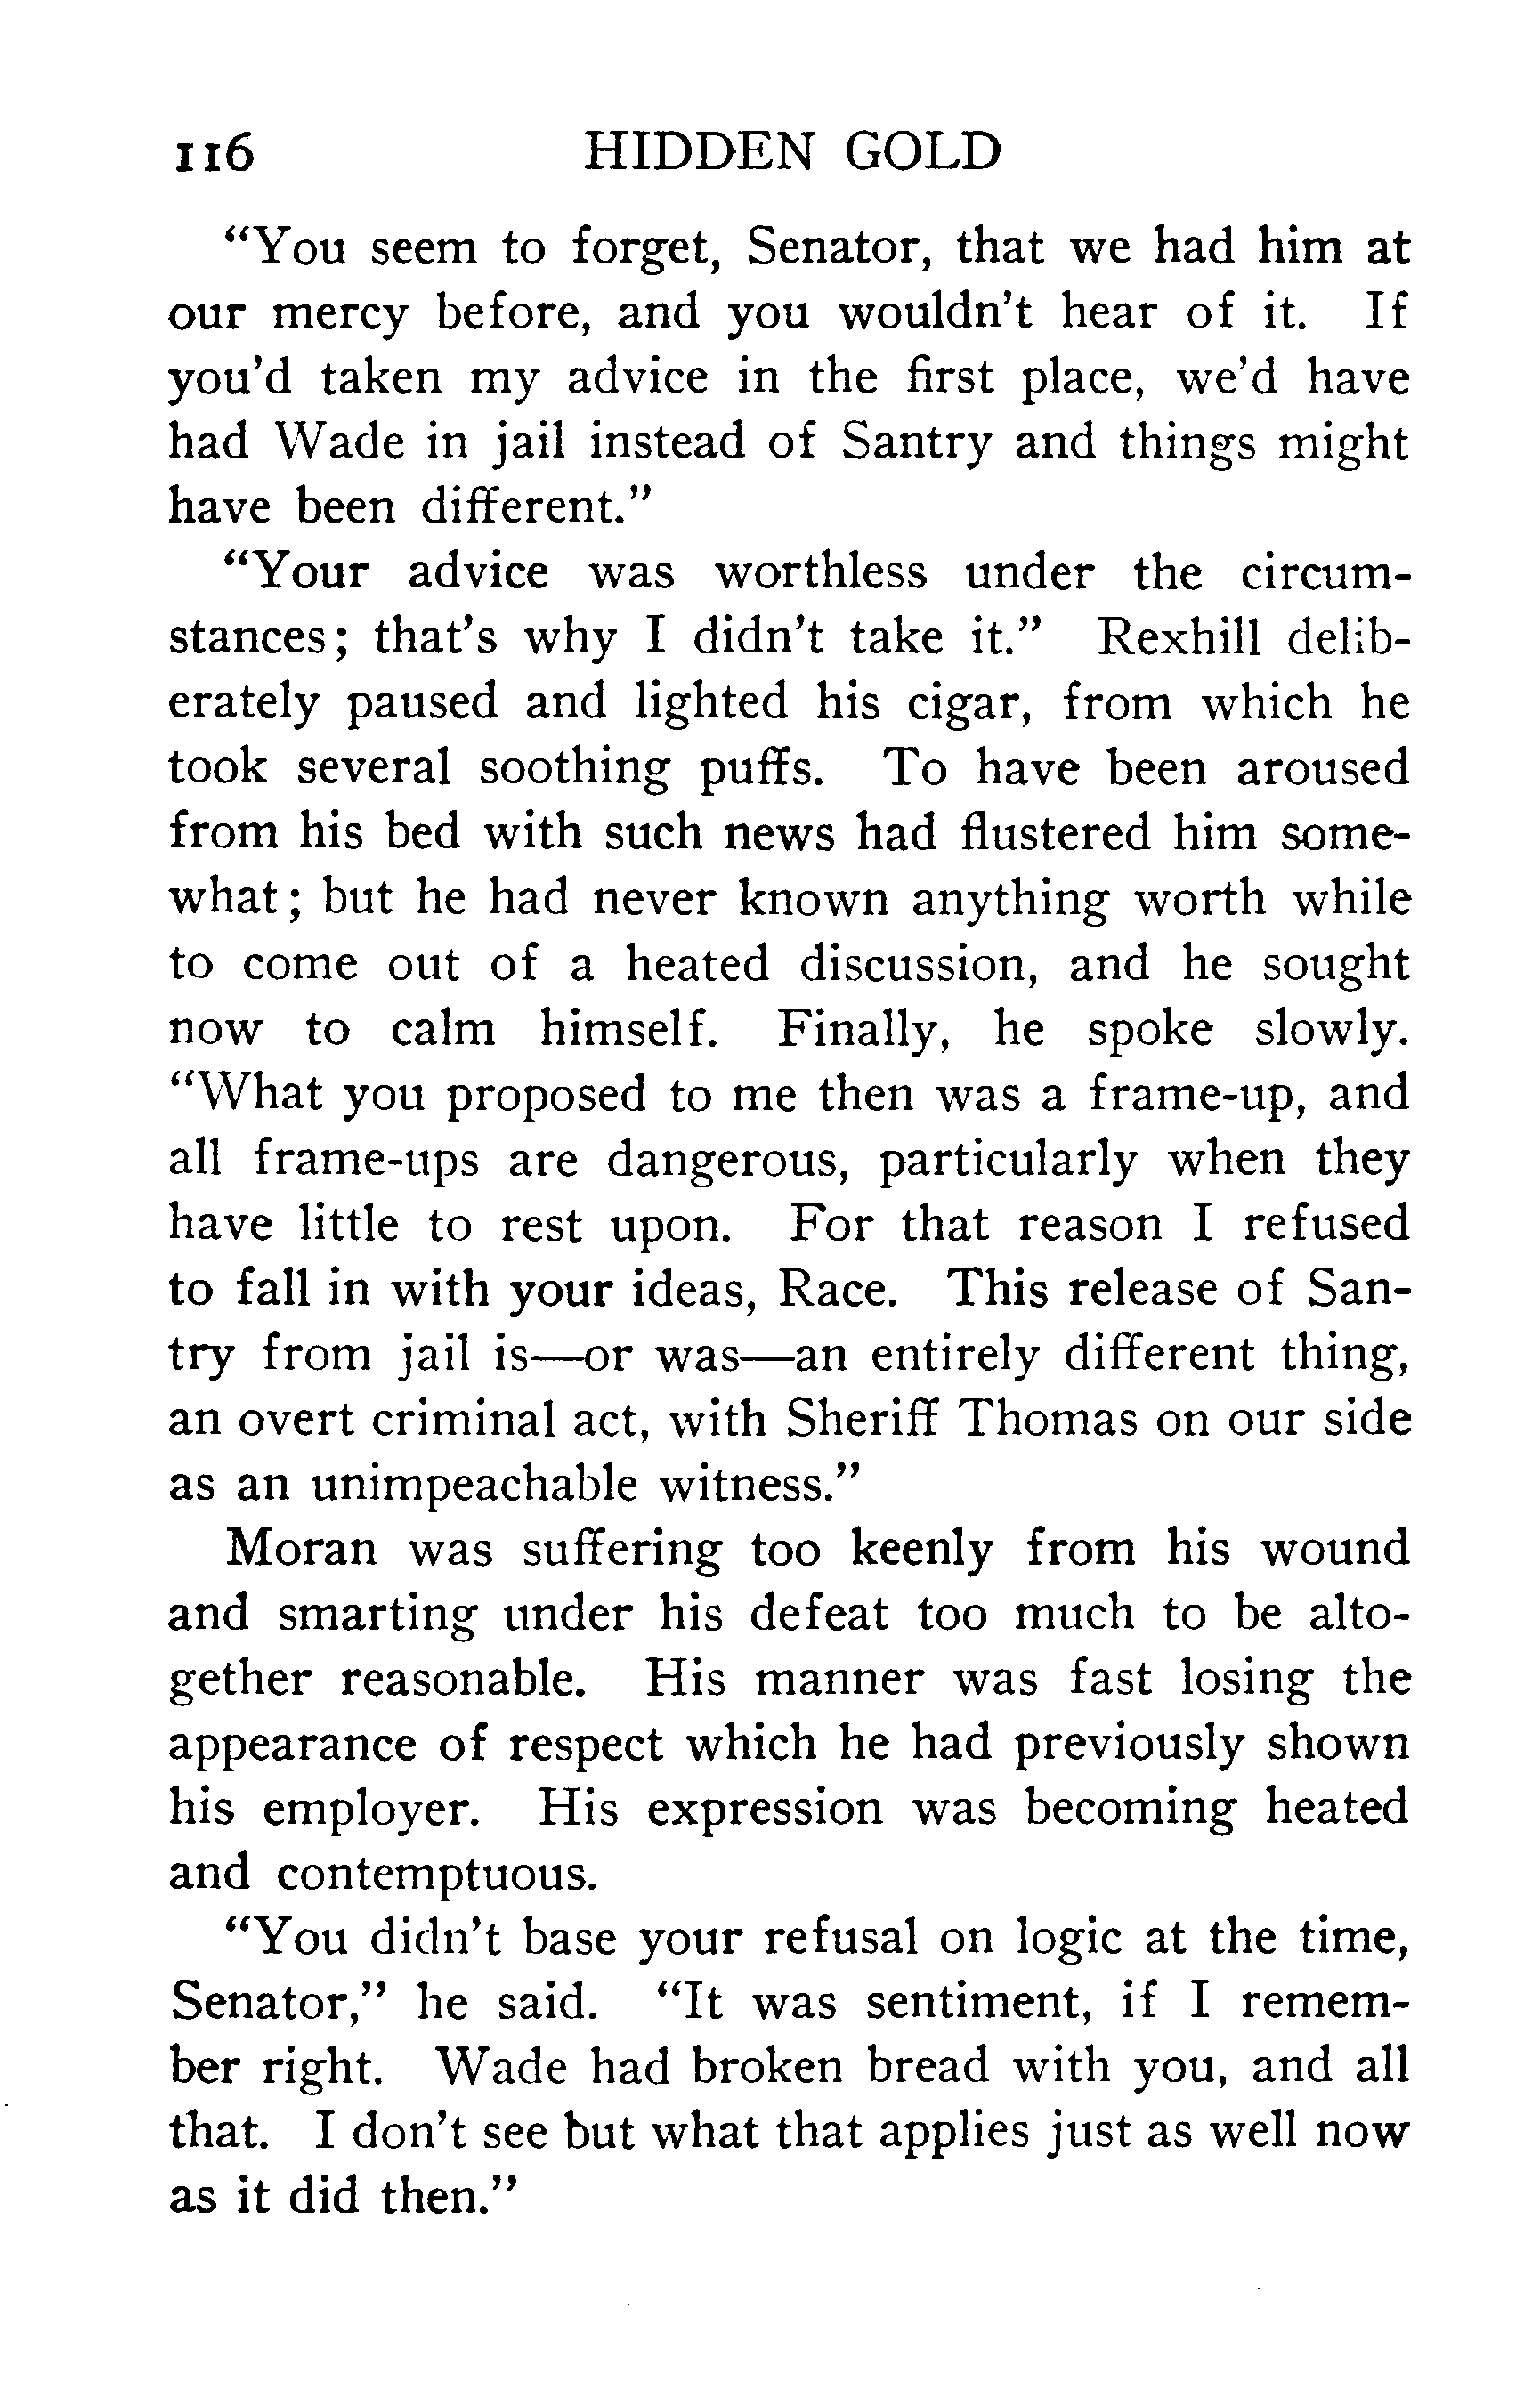 116 HIDDEN GOLD
“You seem to forget, Senator, that we had him at
our mercy before, and you wouldn’t hear of it. If
you’d taken my advice in the first place, we’d have
had Wade in jail instead of Santry and things might
have been different.”
“Your advice was worthless under the circum-
stances; that’s why I didn’t take it.” Rexhill delib-
erately paused and lighted his cigar, from which he
took several soothing puffs. To have been aroused
from his bed with such news had flustered him some-
what; but he had never known anything worth while
to come out of a heated discussion, and he sought
now to calm himself. Finally, he spoke slowly.
“What you proposed to me then was a frame-up, and
all frame-ups are dangerous, particularly when they
have little to rest upon. For that reason I refused
to fall in with your ideas, Race. This release of San-
try from jail is—or was—an entirely different thing,
an overt criminal act, with Sheriff Thomas on our side
as an unimpeachable witness.”
Moran was suffering too keenly from his wound
and smarting under his defeat too much to be alto-
gether reasonable. His manner was fast losing the
appearance of respect which he had previously shown
his employer. His expression was becoming heated
and contemptuous.
“You didn’t base your refusal on logic at the time,
Senator,” he said. “It was sentiment, if I remem-
ber right. Wade had broken bread with you, and all
that. I don’t see but what that applies just as well now
as it did then.”